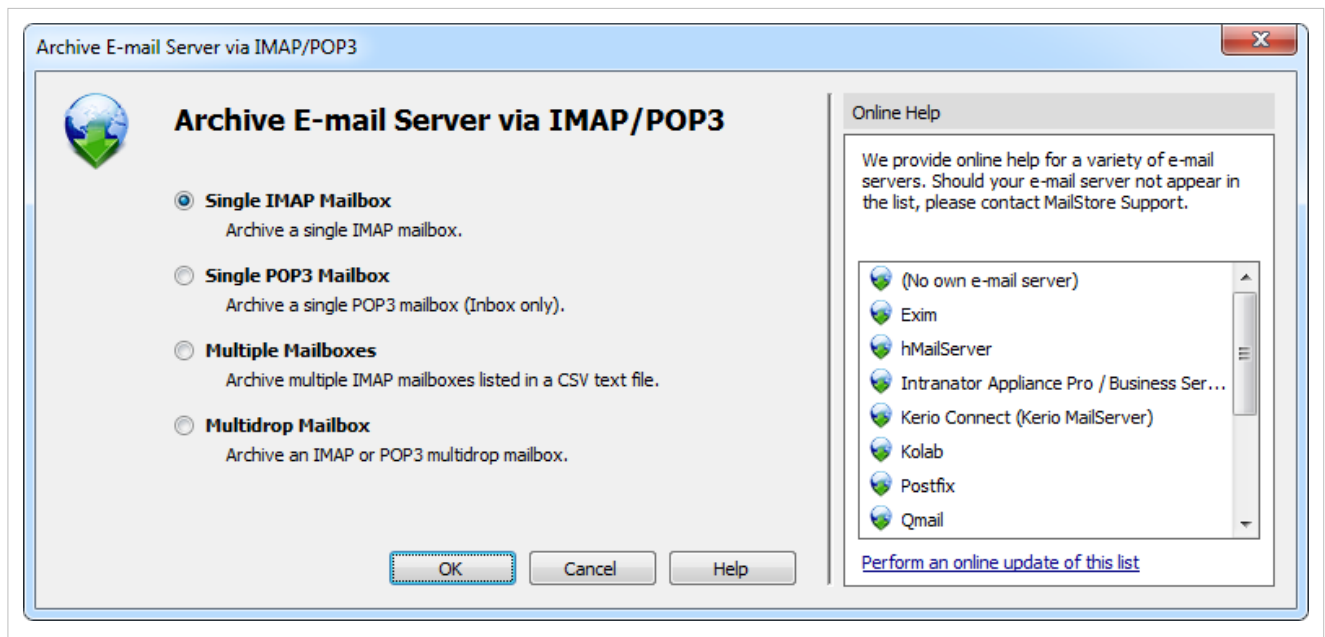 Archive E-mail Server via IMAP/POP3
Archive E-mail Server via IMAP/POP3
Single IMAP Mailbox
Archive a single IMAP mailbox.
Single POP3 Mailbox
Archive a single POP3 mailbox (Inbox only).
Multiple Mailboxes
Archive multiple IMAP mailboxes listed in a CSV text file.
Multidrop Mailbox
Archive an IMAP or POP3 multidrop mailbox.
OK
Cancel
Help
Online Help
We provide online help for a variety of e-mail
servers. Should your e-mail server not appear in
the list, please contact MailStore Support.
(No own e-mail server)
Exim
hMailServer
Intranator Appliance Pro / Business Ser...
Kerio Connect (Kerio MailServer)
Kolab
Postfix
Qmail
Perform an online update of this list